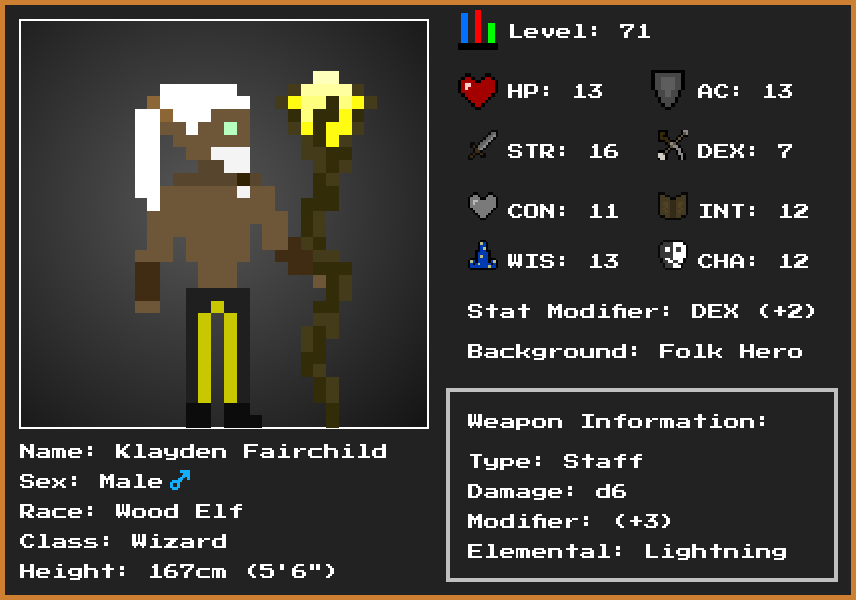 Level: 71
HP: 13 AC: 13
STR: 16 DEX: 7
CON: 11 INT: 12
WIS: 13 CHA: 12
Stat Modifier: DEX (+2)
Background: Folk Hero
Weapon Information:
Type: Staff
Damage: d6
Modifier: (+3)
Elemental: Lightning
Name: Klayden Fairchild
Sex: Male ♂
Race: Wood Elf
Class: Wizard
Height: 167cm (5'6")